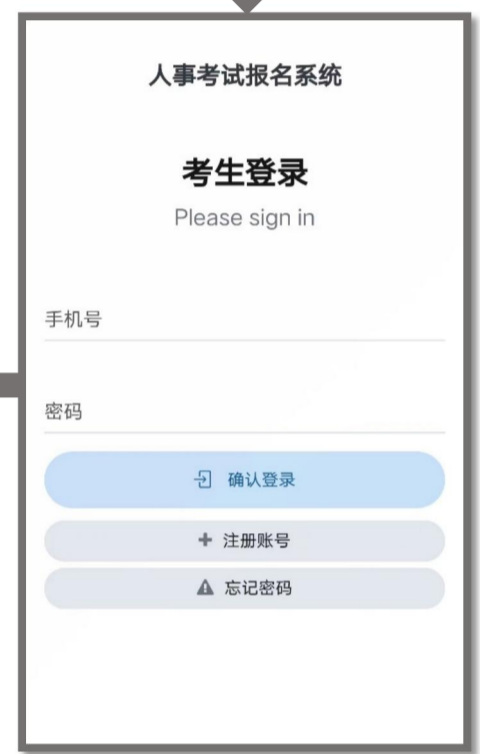 人事考试报名系统
考生登录
Please sign in
手机号
密码
确认登录
注册账号
忘记密码